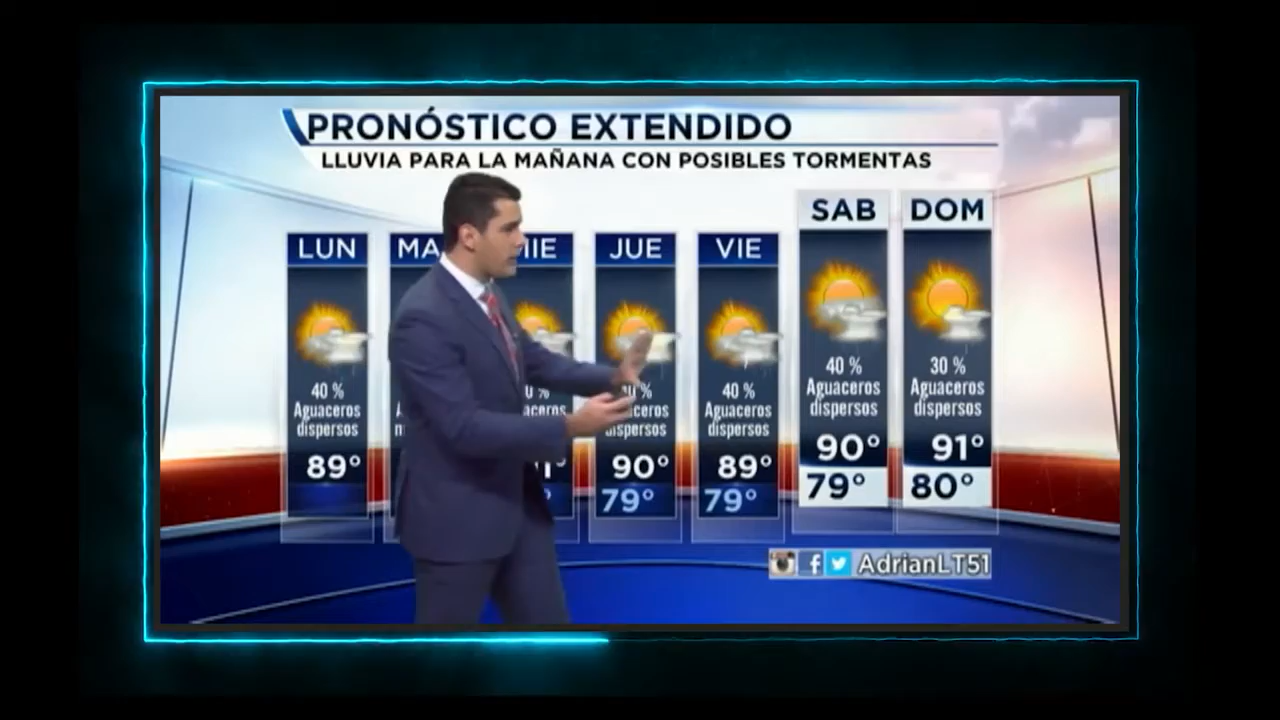 PRONÓSTICO EXTENDIDO
LLUVIA PARA LA MAÑANA CON POSIBLES TORMENTAS
SAB DOM
LUN JUE VIE
40 % 40 % 40 % 30 %
Aguaceros Aguaceros Aguaceros Aguaceros
dispersos dispersos dispersos dispersos
89° 90° 89° 90° 91°
79° 79° 79° 80°
AdrianLT51